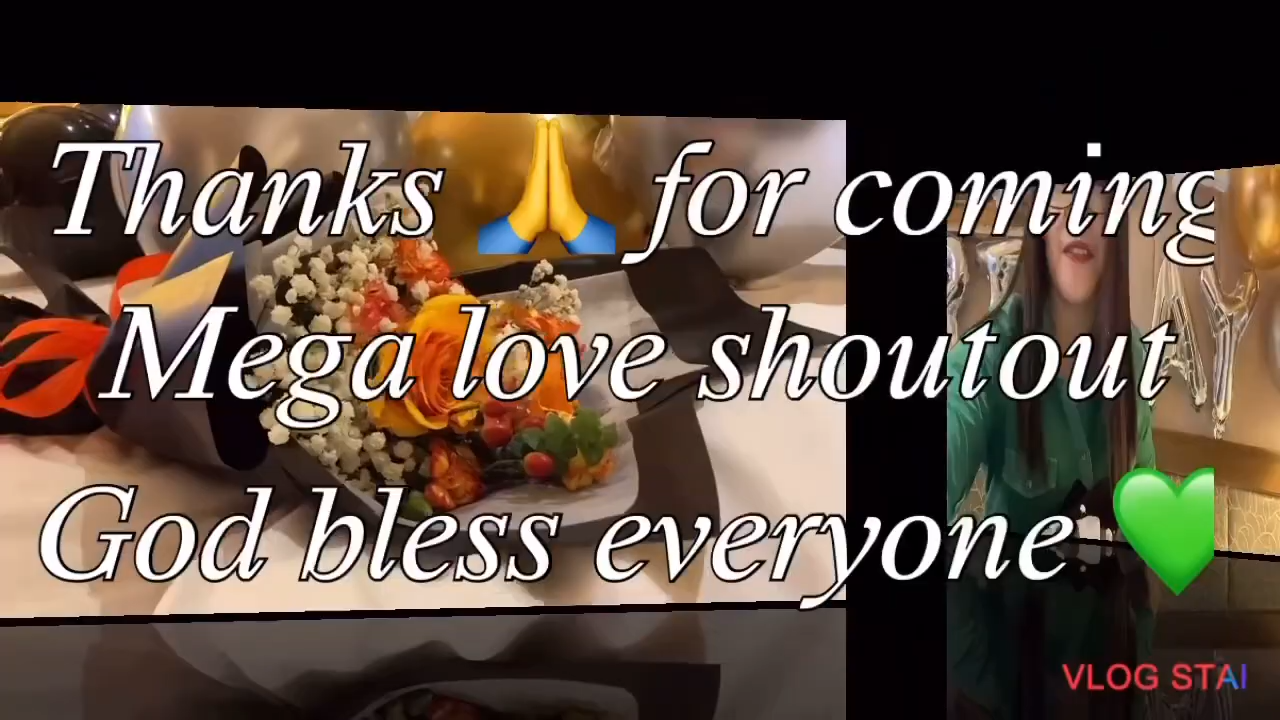 Thanks 🙏 for coming
Mega love shoutout
God bless everyone 💚
VLOG STAI